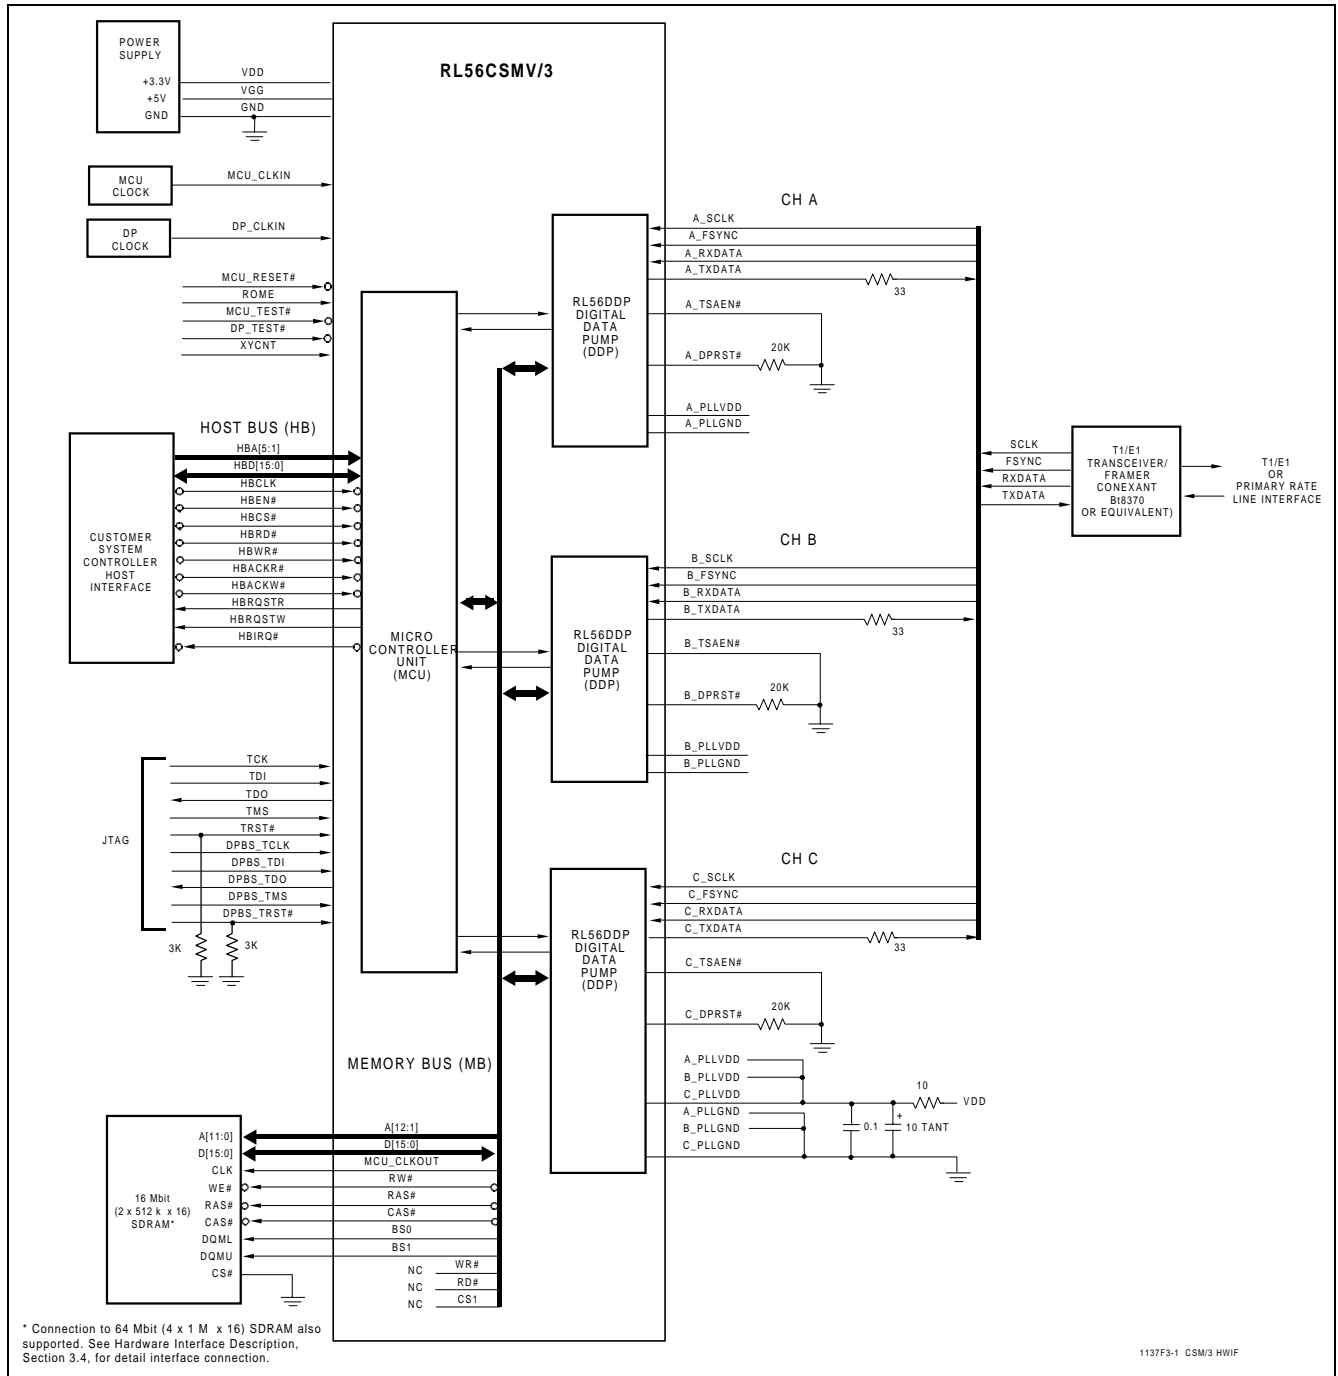 POWER
SUPPLY
+3.3V
+5V
GND
VDD
VGG
GND
RL56CSMV/3
MCU
CLOCK
MCU_CLKIN
DP
CLOCK
DP_CLKIN
MCU_RESET#
ROME
MCU_TEST#
DP_TEST#
XYCNT
HOST BUS (HB)
HBA[5:1]
HBD[15:0]
HBCLK
HBEN#
HBCS#
HBRD#
HBWR#
HBACKR#
HBACKW#
HBRQSTR
HBRQSTW
HBIRQ#
CUSTOMER
SYSTEM
CONTROLLER
HOST
INTERFACE
MICRO
CONTROLLER
UNIT
(MCU)
JTAG
TCK
TDI
TDO
TMS
TRST#
DPBS_TCLK
DPBS_TDI
DPBS_TDO
DPBS_TMS
DPBS_TRST#
3K
3K
CH A
RL56DDP
DIGITAL
DATA
PUMP
(DDP)
A_SCLK
A_FSYNC
A_RXDATA
A_TXDATA
33
A_TSAEN#
A_DPRST#
20K
A_PLLVDD
A_PLLGND
SCLK
FSYNC
RXDATA
TXDATA
T1/E1
TRANSCEIVER/
FRAMER
CONEXANT
Bt8370
OR EQUIVALENT)
T1/E1
OR
PRIMARY RATE
LINE INTERFACE
CH B
RL56DDP
DIGITAL
DATA
PUMP
(DDP)
B_SCLK
B_FSYNC
B_RXDATA
B_TXDATA
33
B_TSAEN#
B_DPRST#
20K
B_PLLVDD
B_PLLGND
CH C
RL56DDP
DIGITAL
DATA
PUMP
(DDP)
C_SCLK
C_FSYNC
C_RXDATA
C_TXDATA
33
C_TSAEN#
C_DPRST#
20K
A_PLLVDD
B_PLLVDD
C_PLLVDD
A_PLLGND
B_PLLGND
C_PLLGND
10
VDD
0.1
+
10 TANT
MEMORY BUS (MB)
A[12:1]
D[15:0]
MCU_CLKOUT
RW#
RAS#
CAS#
BS0
BS1
NC WR#
NC RD#
NC CS1
16 Mbit
(2 x 512 k x 16)
SDRAM*
A[11:0]
D[15:0]
CLK
WE#
RAS#
CAS#
DQML
DQMU
CS#
* Connection to 64 Mbit (4 x 1 M x 16) SDRAM also
supported. See Hardware Interface Description,
Section 3.4, for detail interface connection.
1137F3-1 CSM/3 HWIF